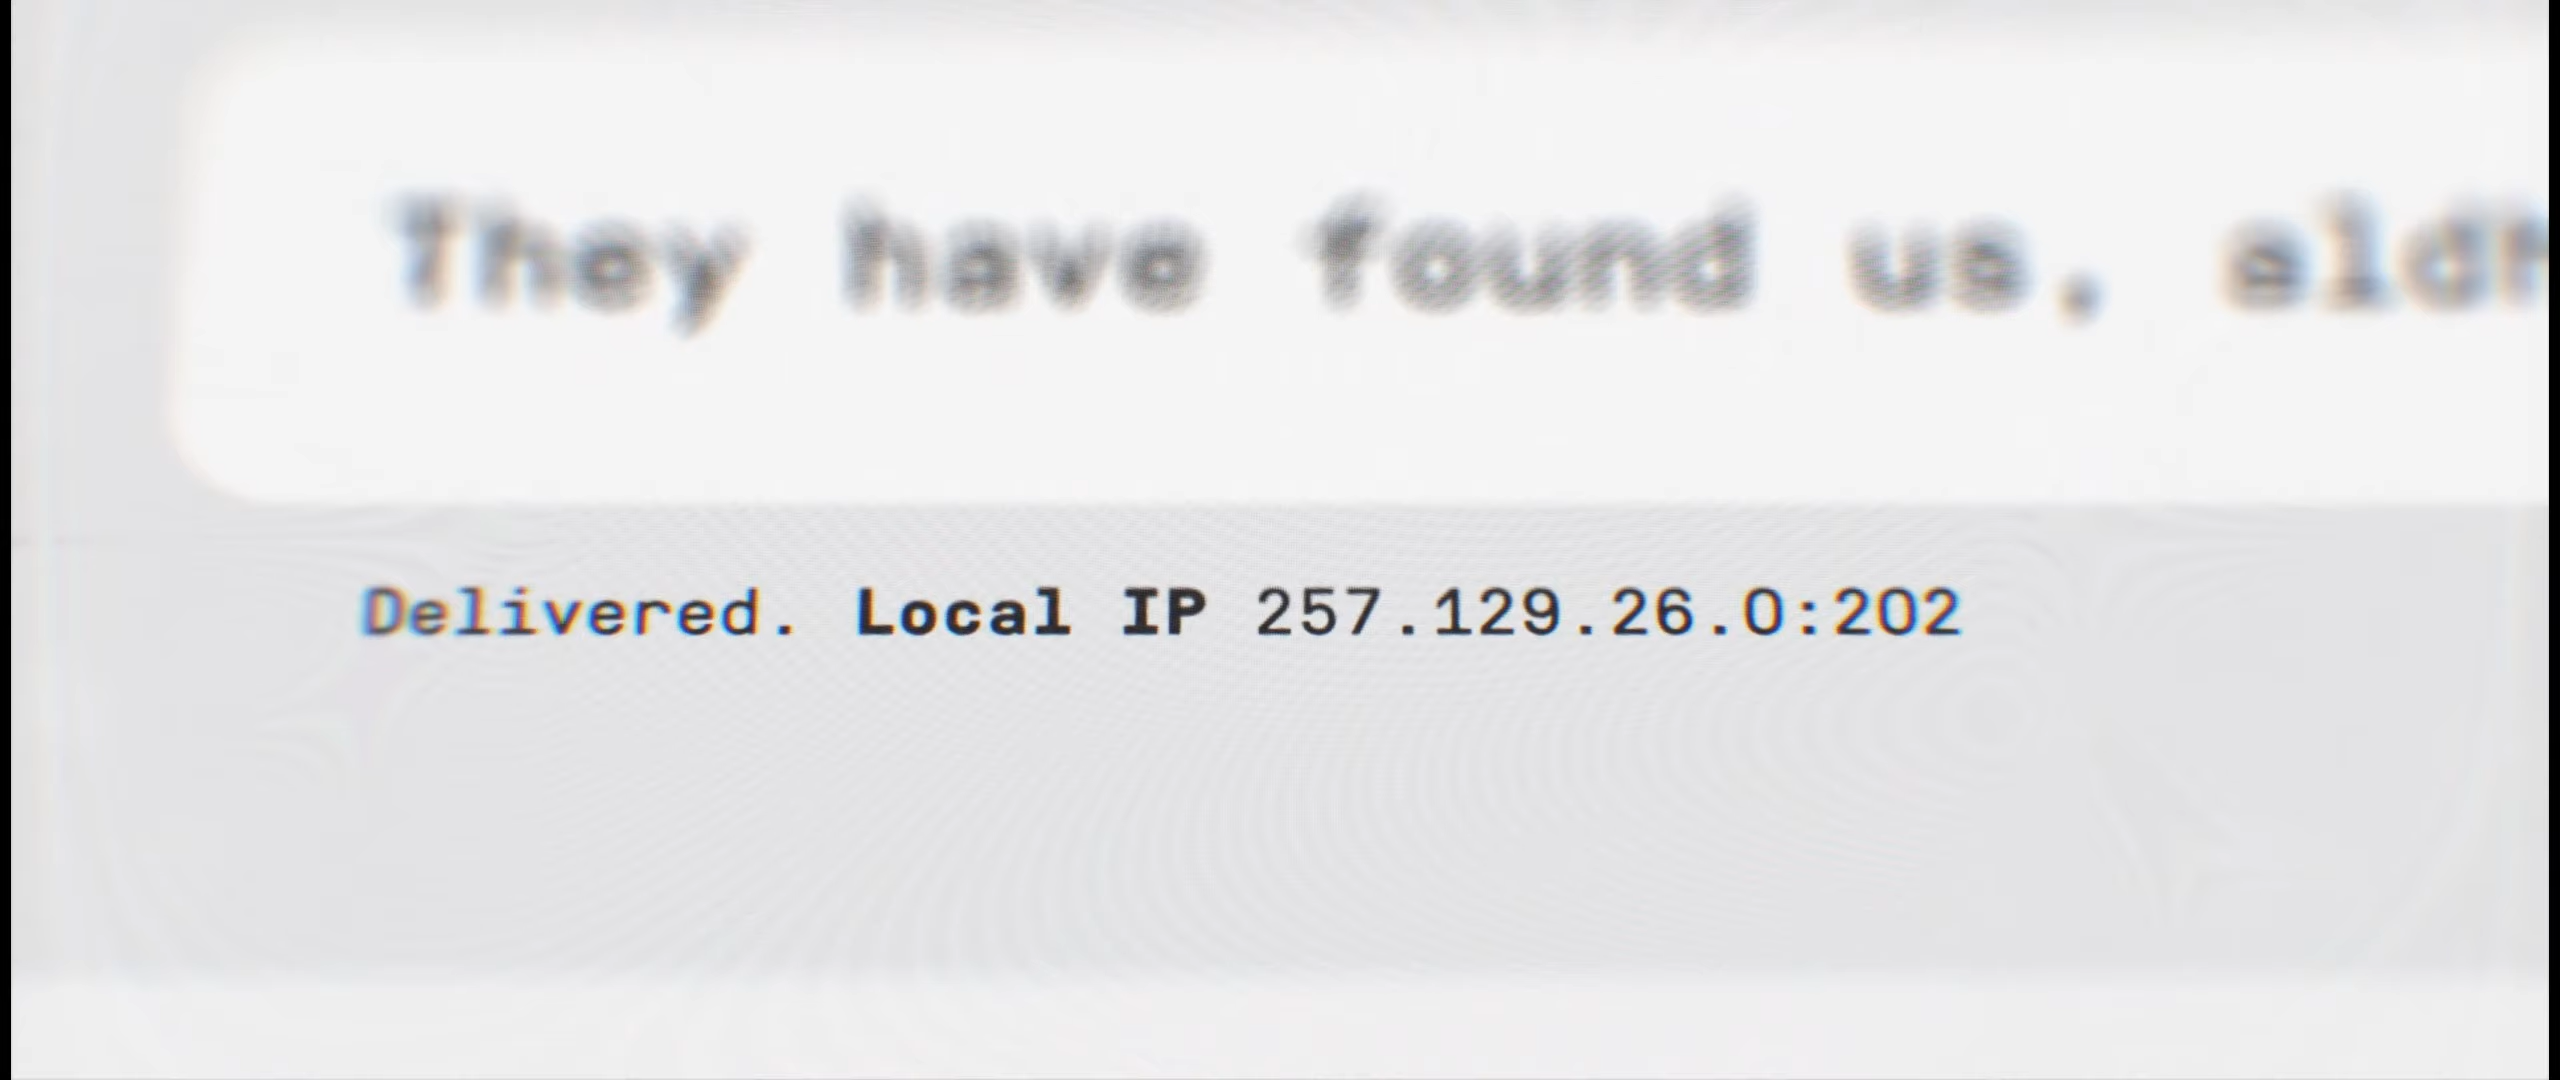 They have found us,
Delivered. Local IP 257.129.26.0:202